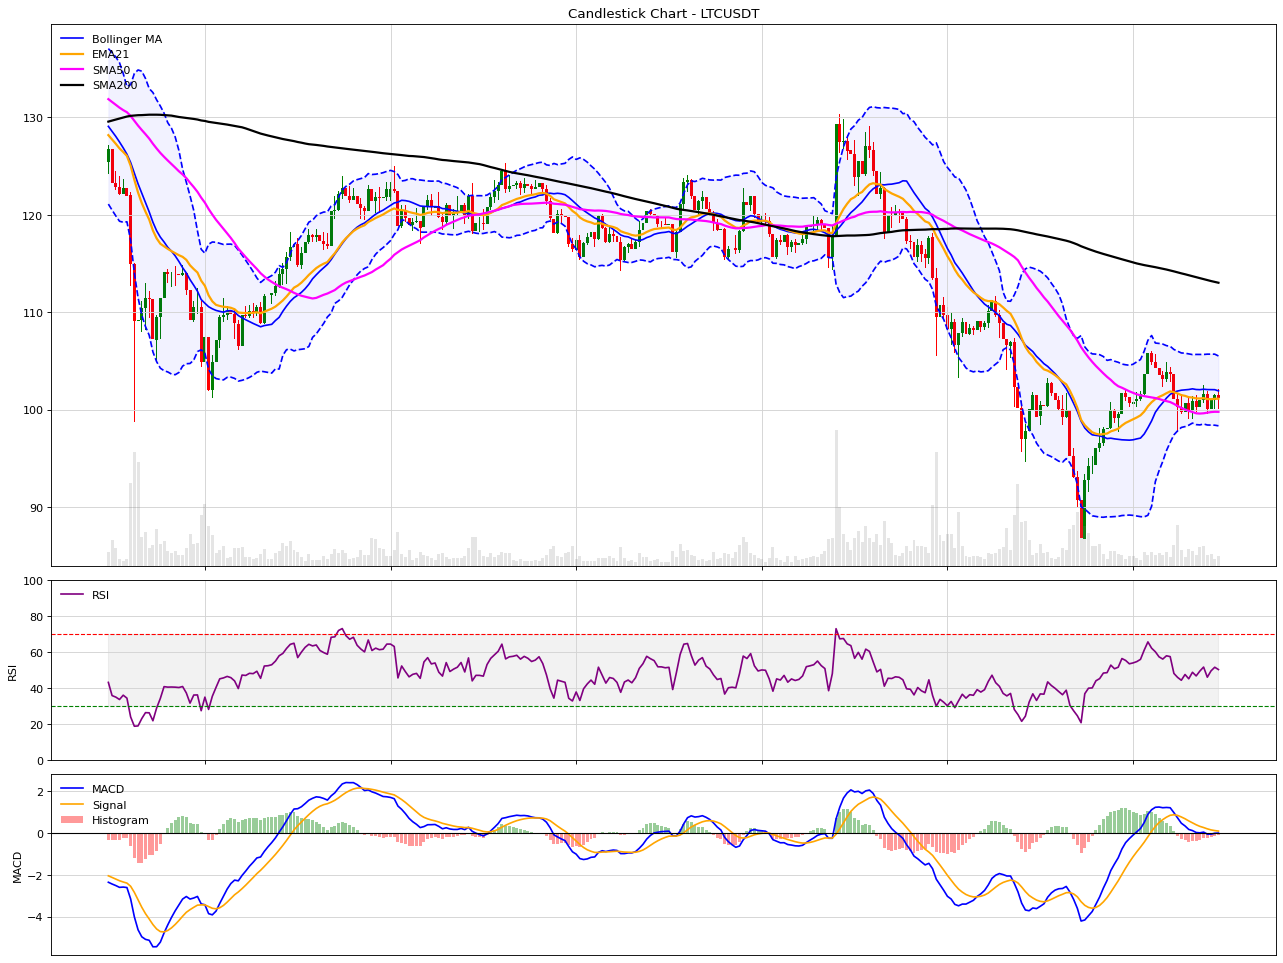 Candlestick Chart - LTCUSDT
Bollinger MA
EMA21
SMA50
SMA200
130
120
110
100
90
100
80
60
40
20
0
RSI
RSI
2
0
−2
−4
MACD
MACD
Signal
Histogram